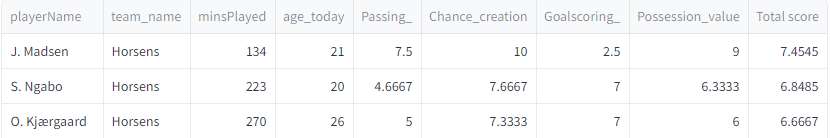 playerName team_name minsPlayed age_today Passing_ Chance_creation Goalscoring_ Possession_value Total score
J. Madsen Horsens 134 21 7.5 10 2.5 9 7.4545
S. Ngabo Horsens 223 20 4.6667 7.6667 7 6.3333 6.8485
O. Kjærgaard Horsens 270 26 5 7.3333 7 6 6.6667